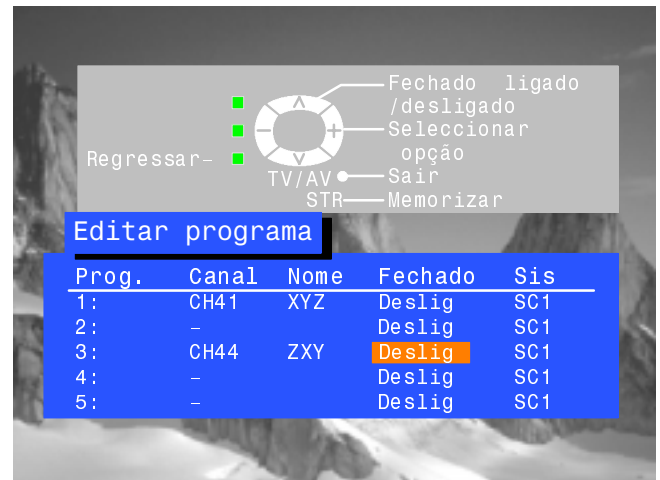 Fechado ligado
/desligado
Seleccionar
opção
Regressar–
TV/AV Sair
STR Memorizar
Editar programa
Prog. Canal Nome Fechado Sis
1: CH41 XYZ Deslig SC1
2: – Deslig SC1
3: CH44 ZXY Deslig SC1
4: – Deslig SC1
5: – Deslig SC1